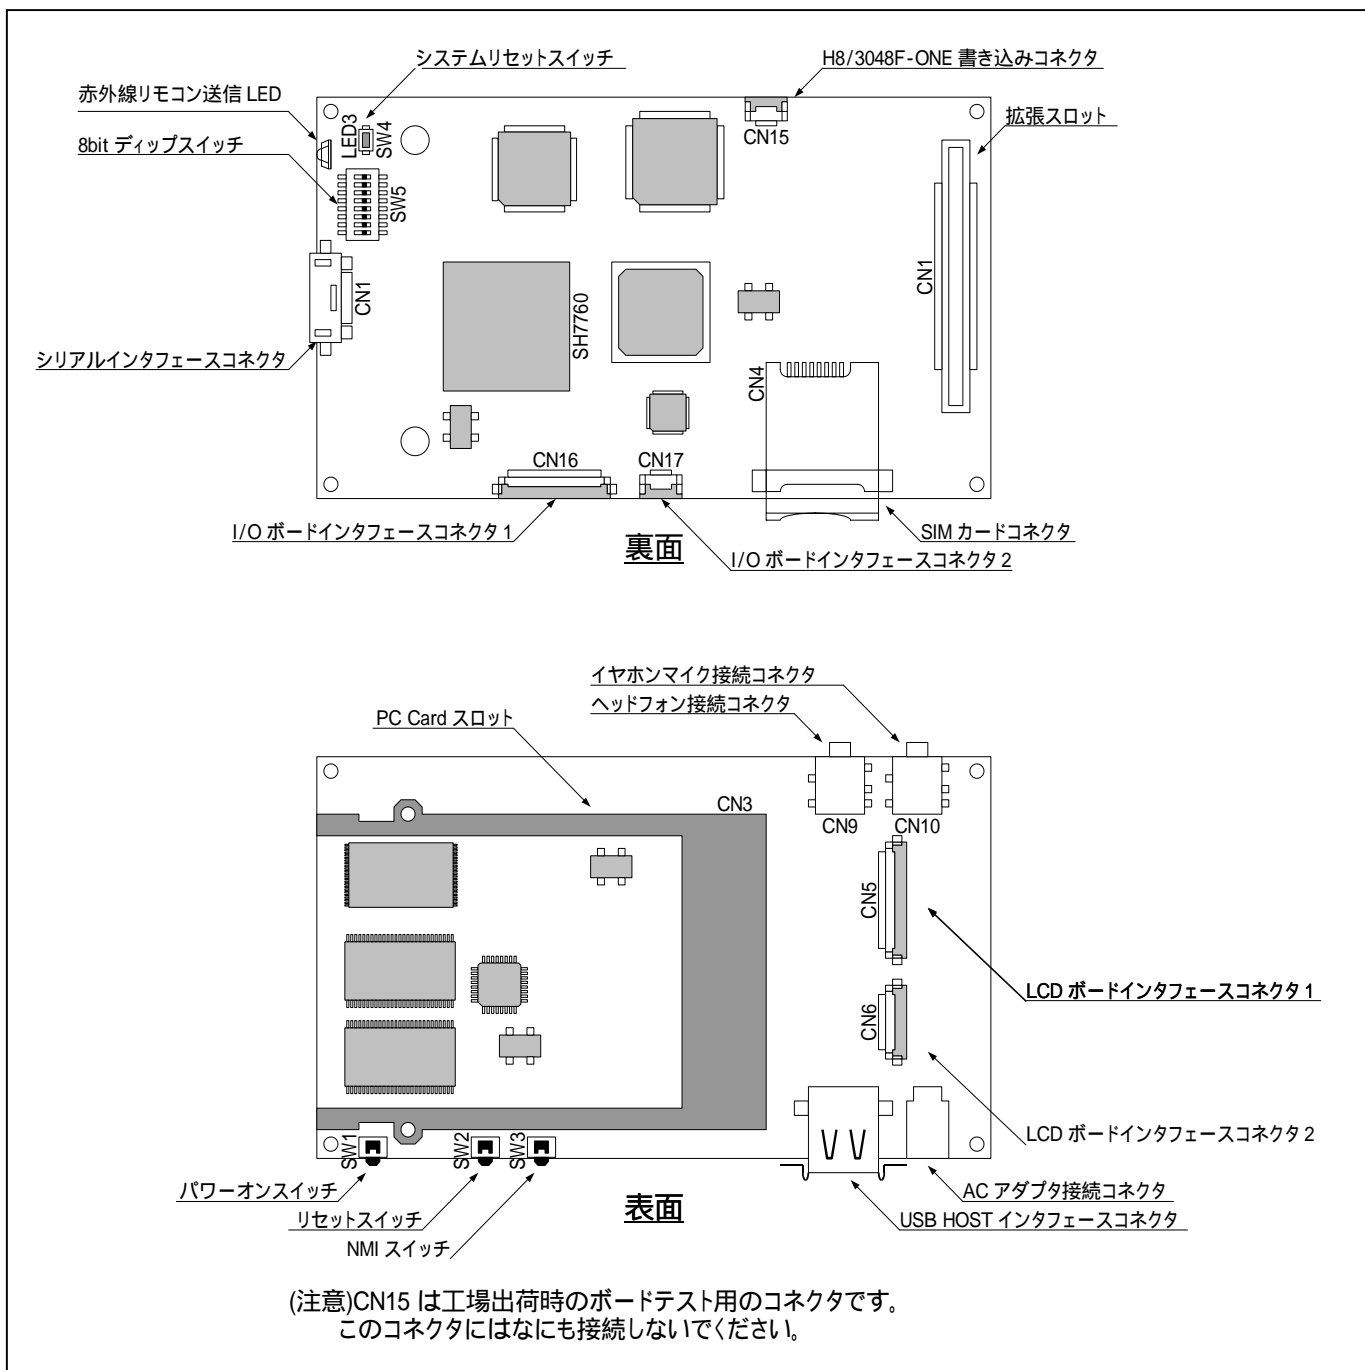 システムリセットスイッチ
H8/3048F-ONE 書き込みコネクタ
赤外線リモコン送信 LED
拡張スロット
8bit ディップスイッチ
LED3
SW4
CN15
SW5
CN1
CN1
SH7760
シリアルインタフェースコネクタ
CN4
CN16
CN17
I/O ボードインタフェースコネクタ 1
SIM カードコネクタ
裏面
I/O ボードインタフェースコネクタ 2
イヤホンマイク接続コネクタ
ヘッドフォン接続コネクタ
PC Card スロット
CN3
CN9
CN10
CN5
LCD ボードインタフェースコネクタ 1
CN6
LCD ボードインタフェースコネクタ 2
SW1
SW2
SW3
パワーオンスイッチ
AC アダプタ接続コネクタ
リセットスイッチ
表面
USB HOST インタフェースコネクタ
NMI スイッチ
(注意)CN15 は工場出荷時のボードテスト用のコネクタです。
このコネクタにはなにも接続しないでください。